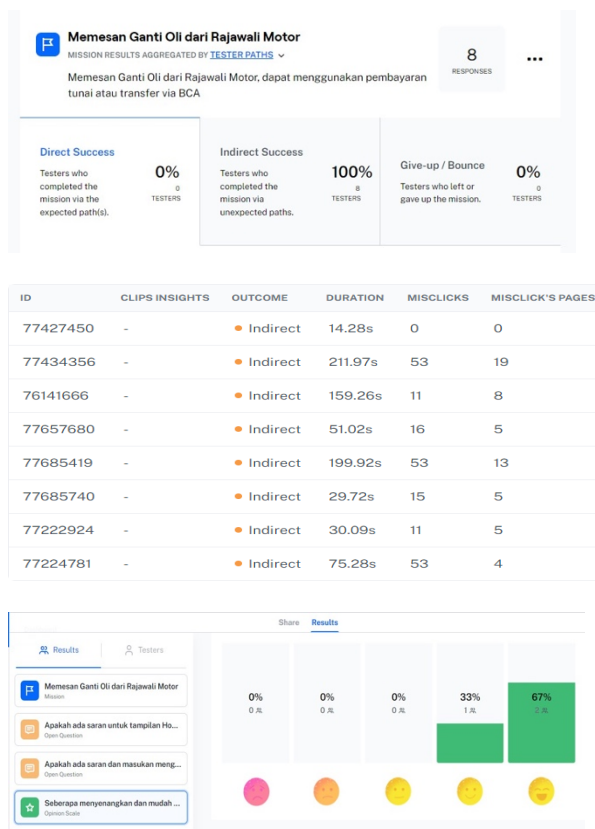 Memesan Ganti Oli dari Rajawali Motor
MISSION RESULTS AGGREGATED BY TESTER PATHS
Memesan Ganti Oli dari Rajawali Motor, dapat menggunakan pembayaran
tunai atau transfer via BCA
8
RESPONSES
Direct Success
Testers who
completed the
mission via the
expected path(s).
0%
0
TESTERS
Indirect Success
Testers who
completed the
mission via
unexpected paths.
100%
8
TESTERS
Give-up / Bounce
Testers who left or
gave up the mission.
0%
0
TESTERS
ID CLIPS INSIGHTS OUTCOME DURATION MISCLICKS MISCLICK'S PAGES
77427450 - Indirect 14.28s 0 0
77434356 - Indirect 211.97s 53 19
76141666 - Indirect 159.26s 11 8
77657680 - Indirect 51.02s 16 5
77685419 - Indirect 199.92s 53 13
77685740 - Indirect 29.72s 15 5
77222924 - Indirect 30.09s 11 5
77224781 - Indirect 75.28s 53 4
Share Results
Results Testers
Memesan Ganti Oli dari Rajawali Motor
Mission
Apakah ada saran untuk tampilan Ho...
Open Question
Apakah ada saran dan masukan meng...
Open Question
Seberapa menyenangkan dan mudah ...
Opinion Scale
0% 0% 0% 33% 67%
0 0 0 1 2